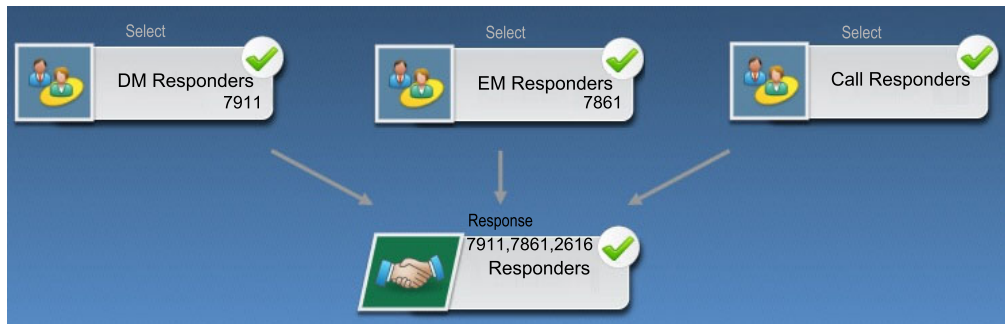 Select
Select
Select
DM Responders
7911
EM Responders
7861
Call Responders
Response
7911,7861,2616
Responders